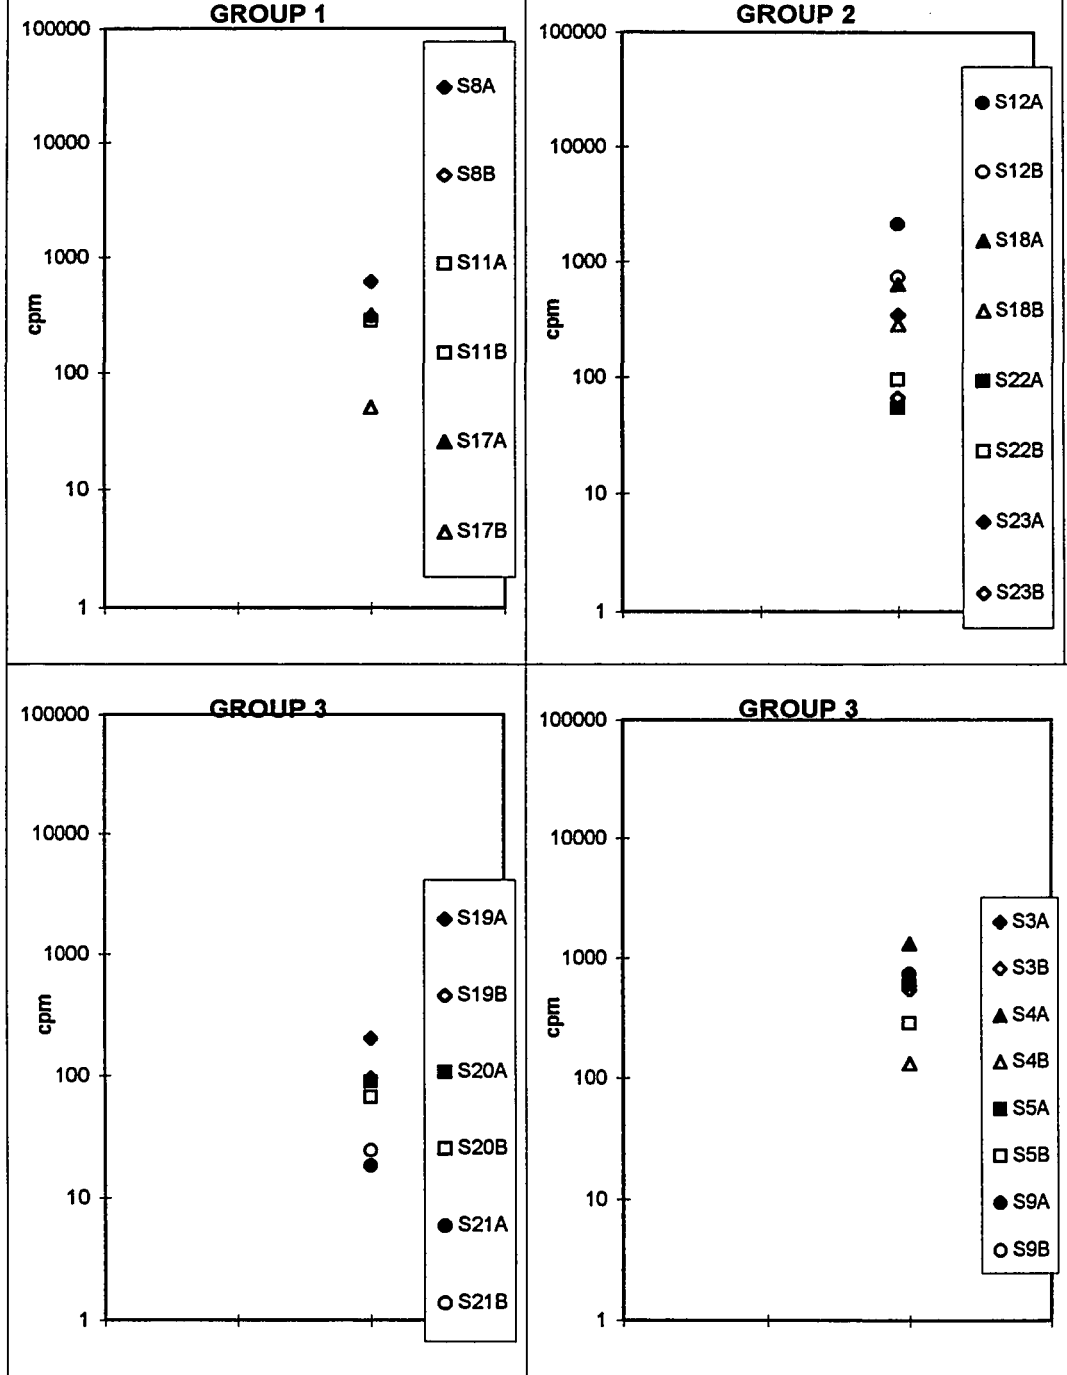 GROUP 1
100000
10000
1000
100
10
1
cpm
S8A
S8B
S11A
S11B
S17A
S17B
GROUP 2
100000
10000
1000
100
10
1
cpm
S12A
S12B
S18A
S18B
S22A
S22B
S23A
S23B
GROUP 3
100000
10000
1000
100
10
1
cpm
S19A
S19B
S20A
S20B
S21A
S21B
GROUP 3
100000
10000
1000
100
10
1
cpm
S3A
S3B
S4A
S4B
S5A
S5B
S9A
S9B